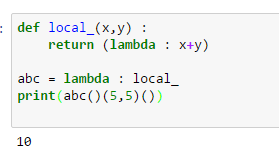 :
def local_(x,y) :
    return (lambda : x+y)
abc = lambda : local_
print(abc()(5,5)())
10